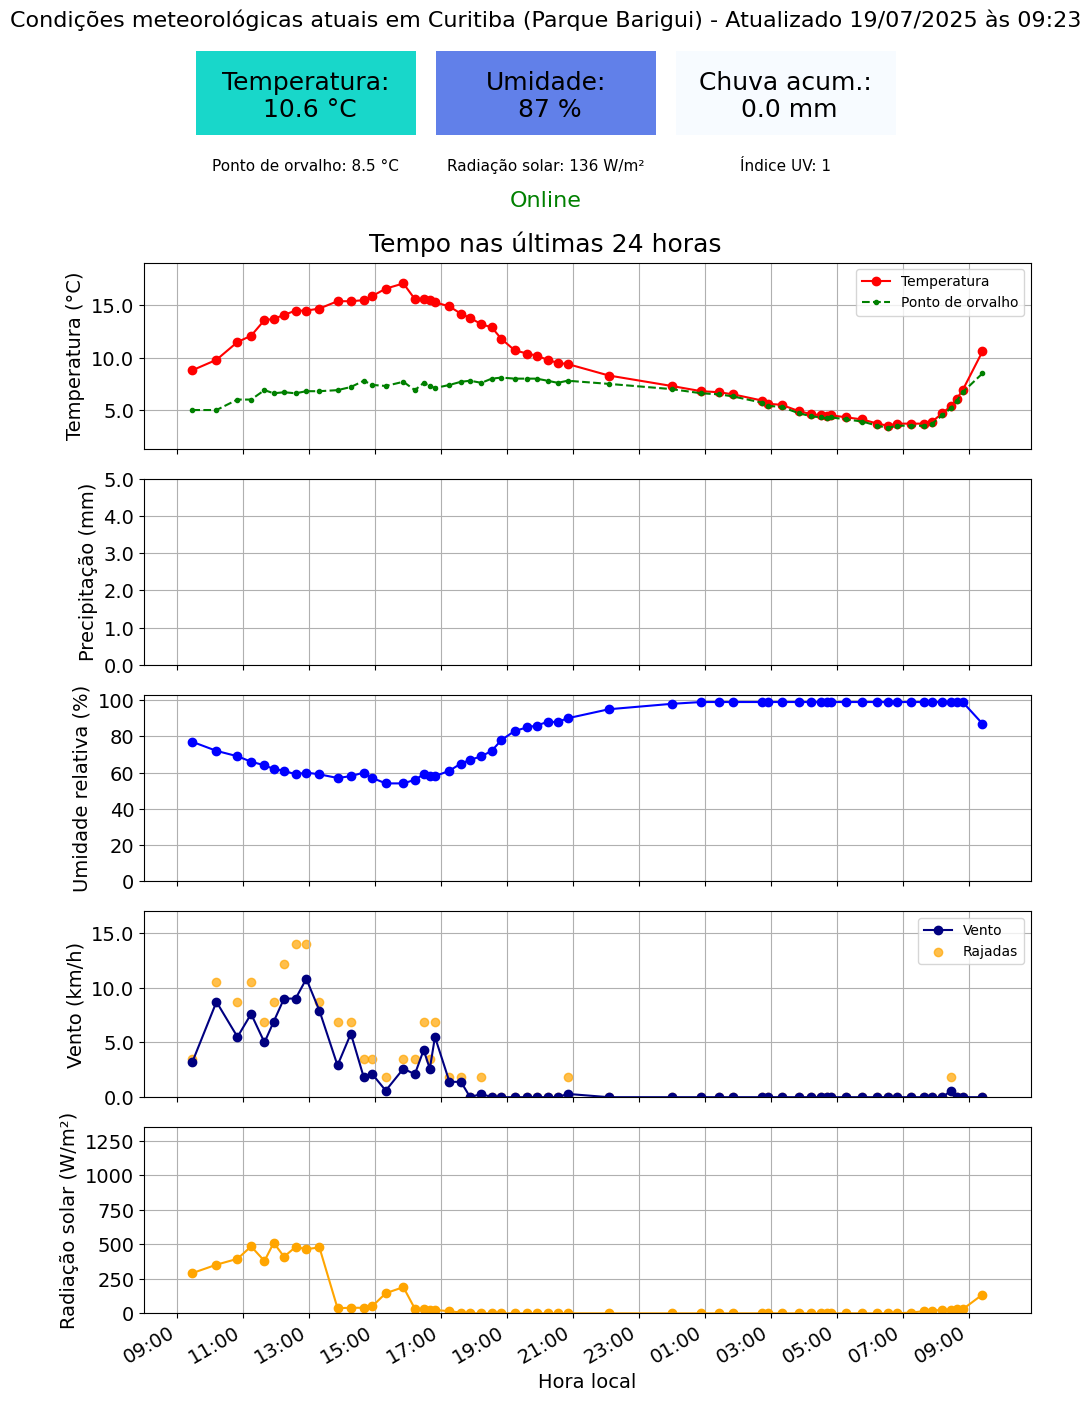 Condições meteorológicas atuais em Curitiba (Parque Barigui) - Atualizado 19/07/2025 às 09:23
Temperatura:
10.6 °C
Umidade:
87 %
Chuva acum.:
0.0 mm
Ponto de orvalho: 8.5 °C
Radiação solar: 136 W/m²
Índice UV: 1
Online
Tempo nas últimas 24 horas
Temperatura (°C)
15.0
10.0
5.0
Temperatura
Ponto de orvalho
Precipitação (mm)
5.0
4.0
3.0
2.0
1.0
0.0
Umidade relativa (%)
100
80
60
40
20
0
Vento (km/h)
15.0
10.0
5.0
0.0
Vento
Rajadas
Radiação solar (W/m²)
1250
1000
750
500
250
0
09:00 11:00 13:00 15:00 17:00 19:00 21:00 23:00 01:00 03:00 05:00 07:00 09:00
Hora local